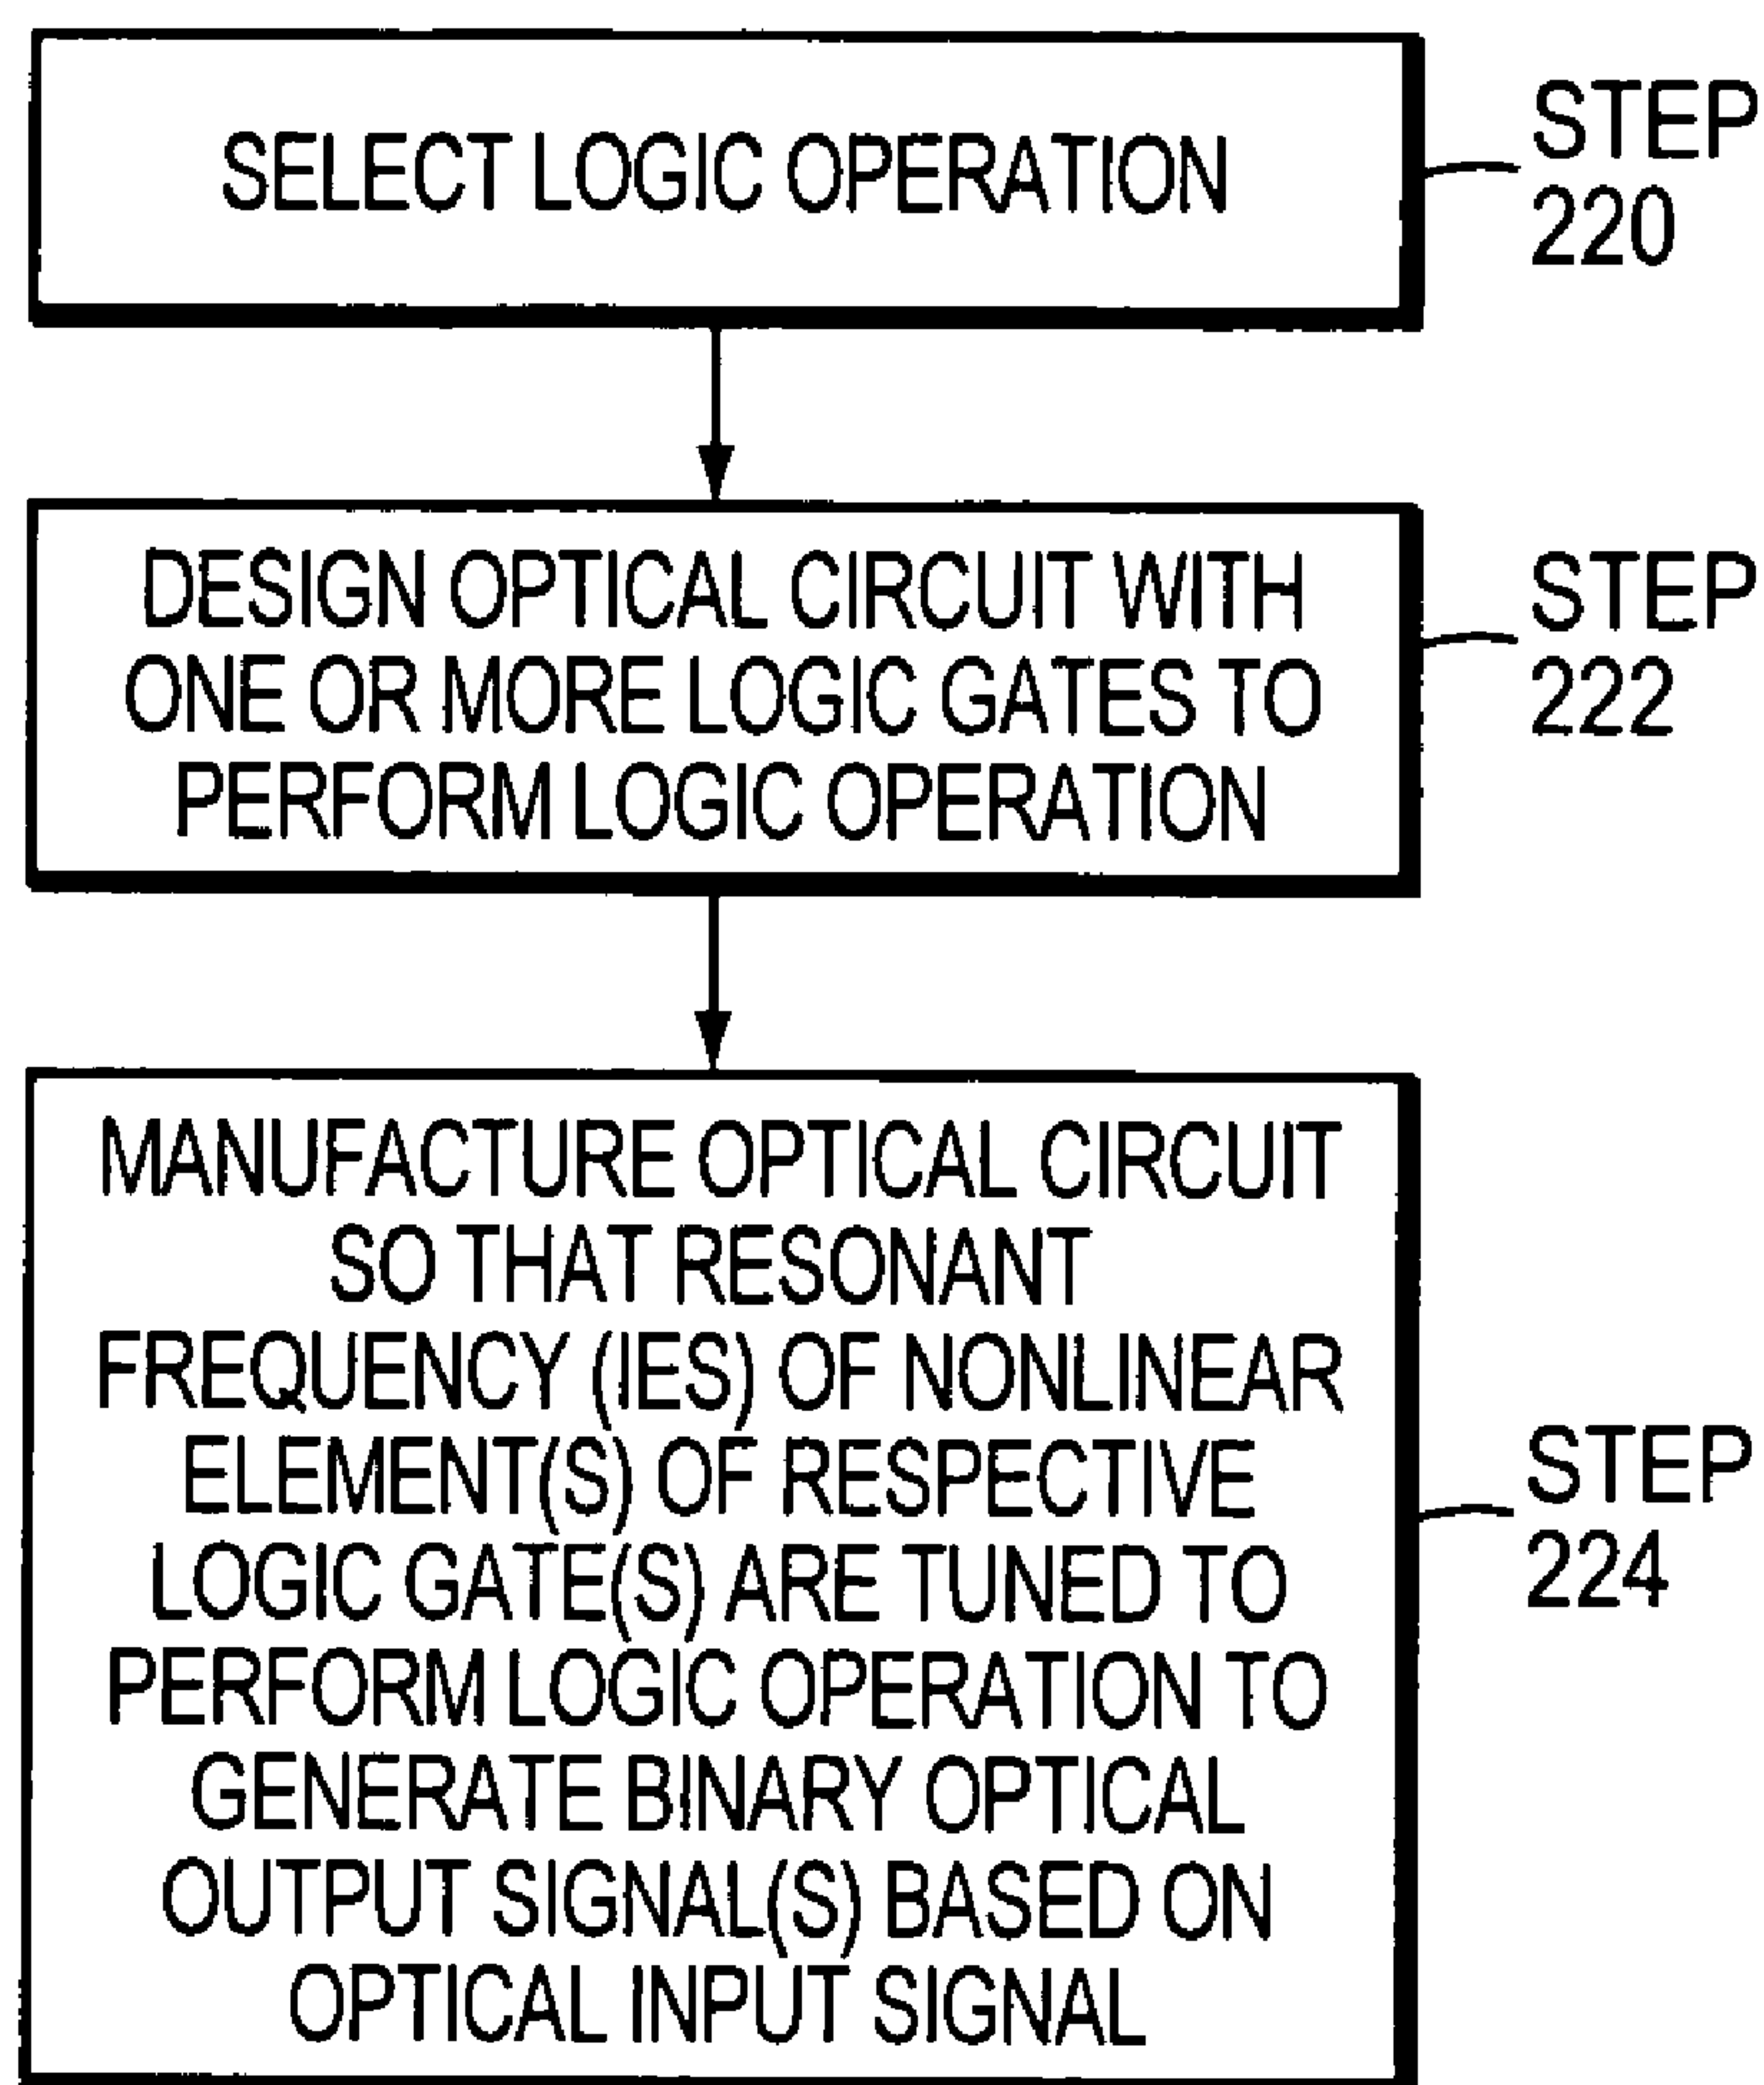 SELECT LOGIC OPERATION
STEP
220
DESIGN OPTICAL CIRCUIT WITH
ONE OR MORE LOGIC GATES TO
PERFORM LOGIC OPERATION
STEP
222
MANUFACTURE OPTICAL CIRCUIT
SO THAT RESONANT
FREQUENCY (IES) OF NONLINEAR
ELEMENT(S) OF RESPECTIVE
LOGIC GATE(S) ARE TUNED TO
PERFORM LOGIC OPERATION TO
GENERATE BINARY OPTICAL
OUTPUT SIGNAL(S) BASED ON
OPTICAL INPUT SIGNAL
STEP
224